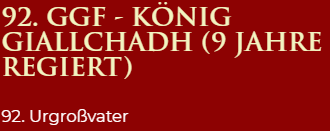 92. GGF - KÖNIG
GIALLCHADH (9 JAHRE
REGIERT)
92. Urgroßvater